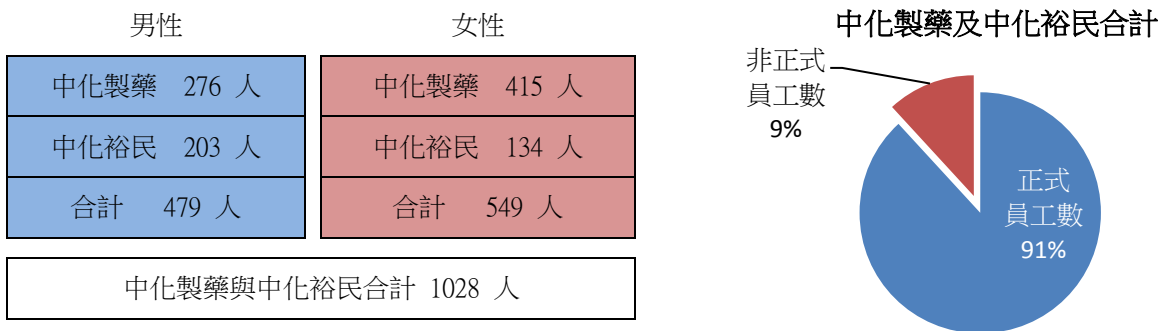 男性
中化製藥 276 人
中化裕民 203 人
合計 479 人
女性
中化製藥 415 人
中化裕民 134 人
合計 549 人
中化製藥與中化裕民合計 1028 人
中化製藥及中化裕民合計
非正式
員工數
9%
正式
員工數
91%